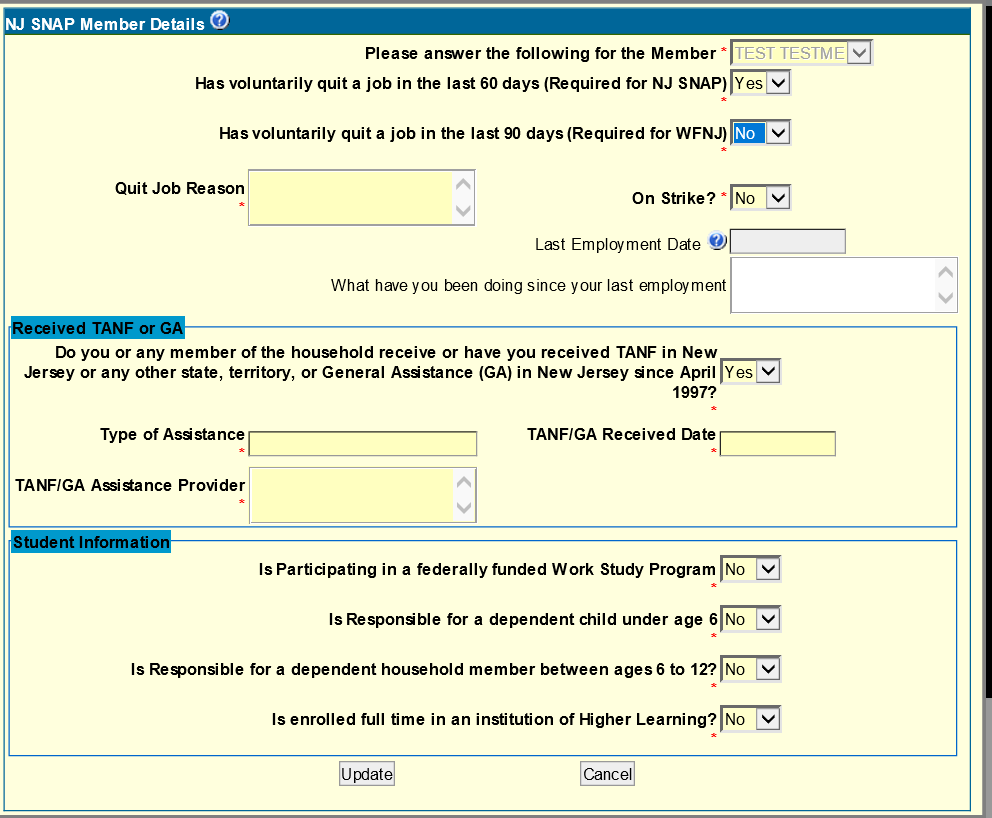 NJ SNAP Member Details
Please answer the following for the Member * TEST TESTME
Has voluntarily quit a job in the last 60 days (Required for NJ SNAP) Yes
*
Has voluntarily quit a job in the last 90 days (Required for WFNJ) No
*
Quit Job Reason
*
On Strike? * No
Last Employment Date
What have you been doing since your last employment
Received TANF or GA
Do you or any member of the household receive or have you received TANF in New
Jersey or any other state, territory, or General Assistance (GA) in New Jersey since April
1997?
*
Yes
Type of Assistance
*
TANF/GA Received Date
*
TANF/GA Assistance Provider
*
Student Information
Is Participating in a federally funded Work Study Program No
*
Is Responsible for a dependent child under age 6 No
*
Is Responsible for a dependent household member between ages 6 to 12? No
*
Is enrolled full time in an institution of Higher Learning? No
*
Update
Cancel